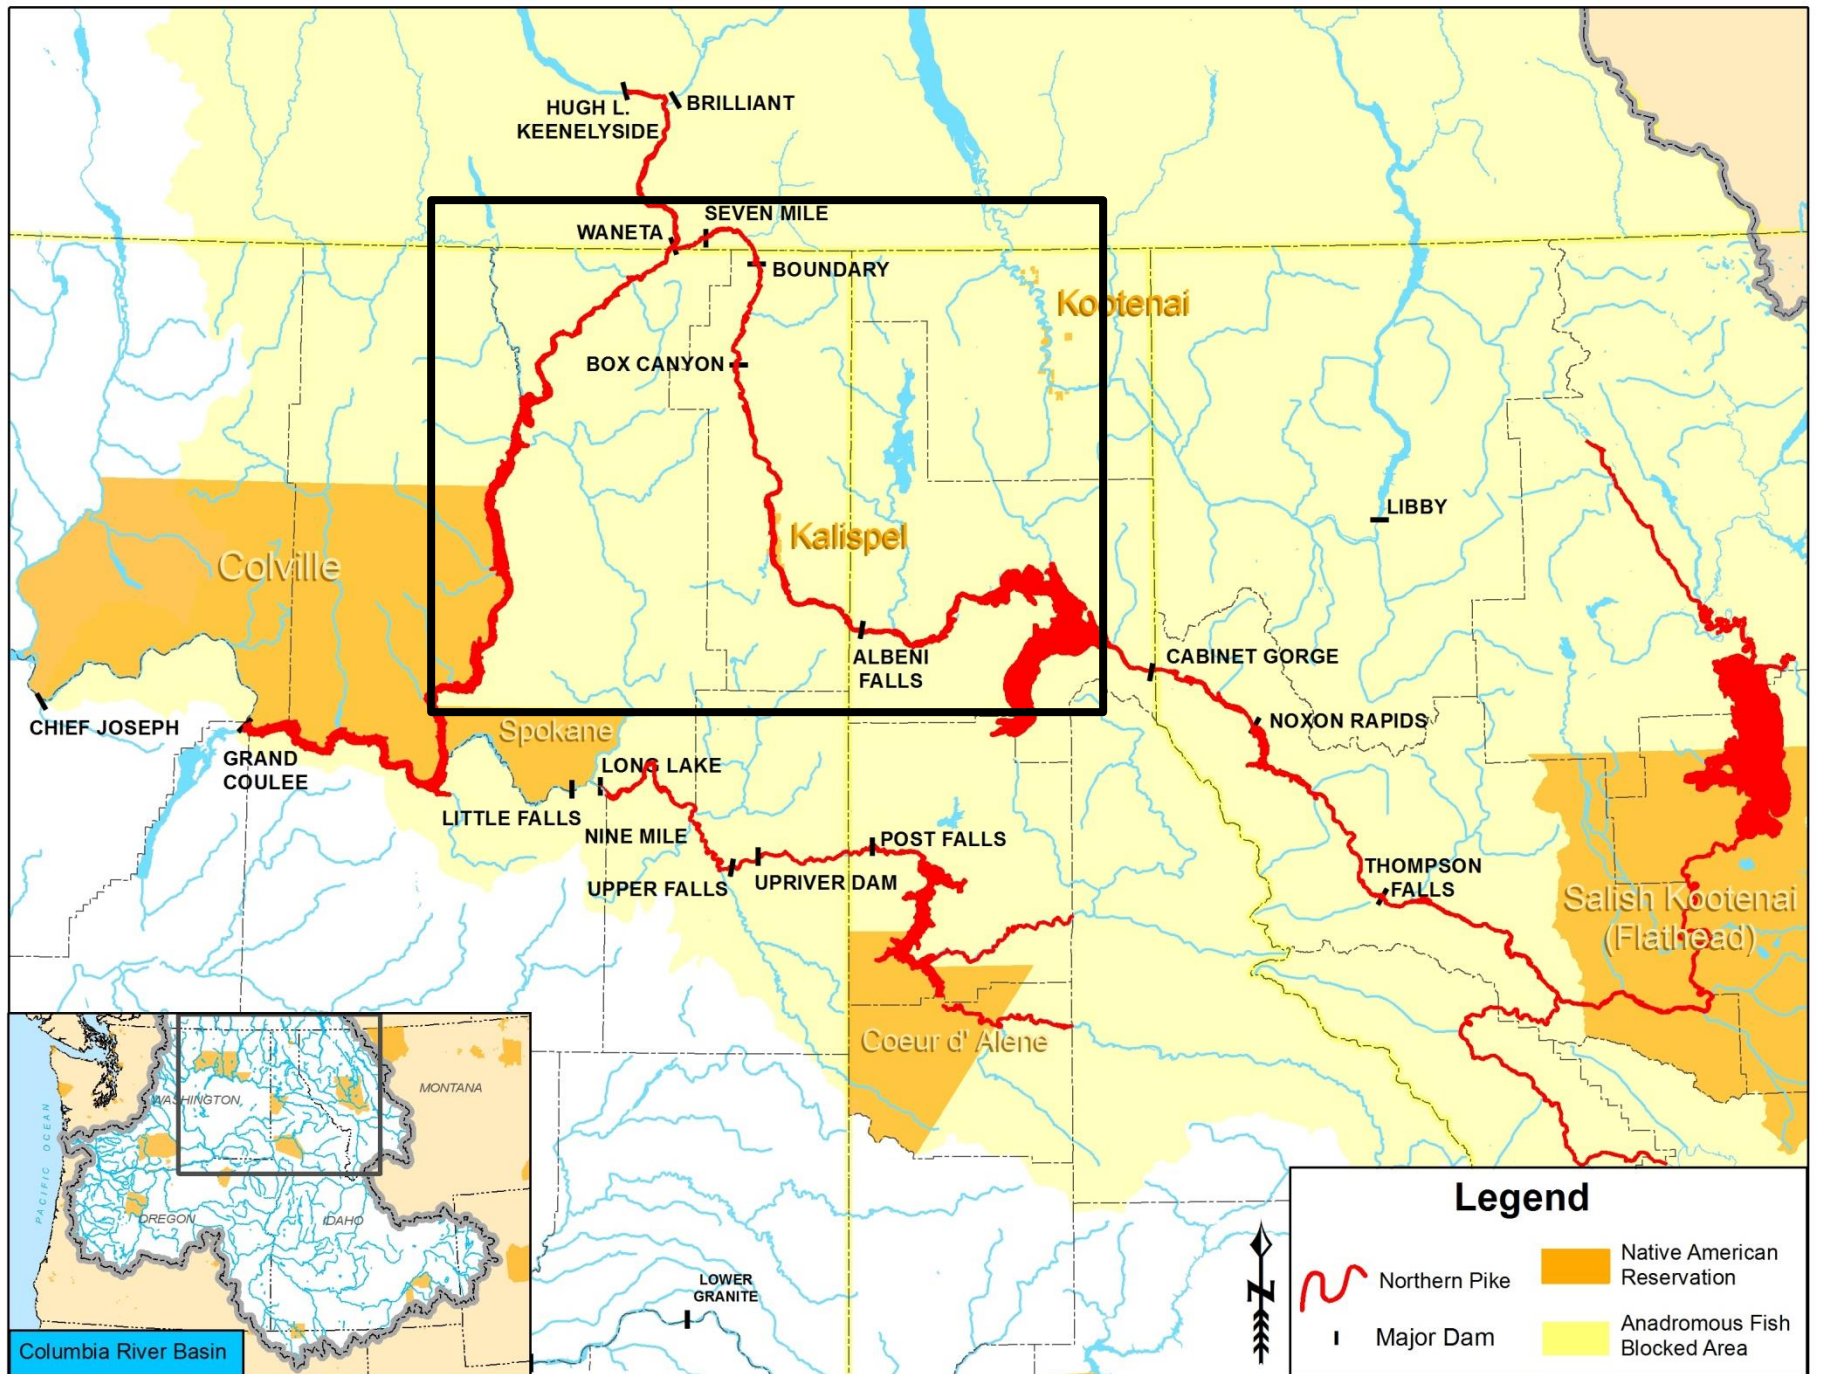 HUGH L.
KEENELYSIDE
BRILLIANT
SEVEN MILE
WANETA
BOUNDARY
Kootenai
BOX CANYON
LIBBY
Kalispel
Colville
ALBENI
FALLS
CABINET GORGE
CHIEF JOSEPH
GRAND
COULEE
Spokane
NOXON RAPIDS
LONG LAKE
LITTLE FALLS
NINE MILE
POST FALLS
UPPER FALLS
UPRIVER DAM
THOMPSON
FALLS
Salish Kootenai
(Flathead)
Coeur d' Alene
MONTANA
WASHINGTON
PACIFIC OCEAN
OREGON
IDAHO
Columbia River Basin
LOWER
GRANITE
N
Legend
Northern Pike
Major Dam
Native American
Reservation
Anadromous Fish
Blocked Area